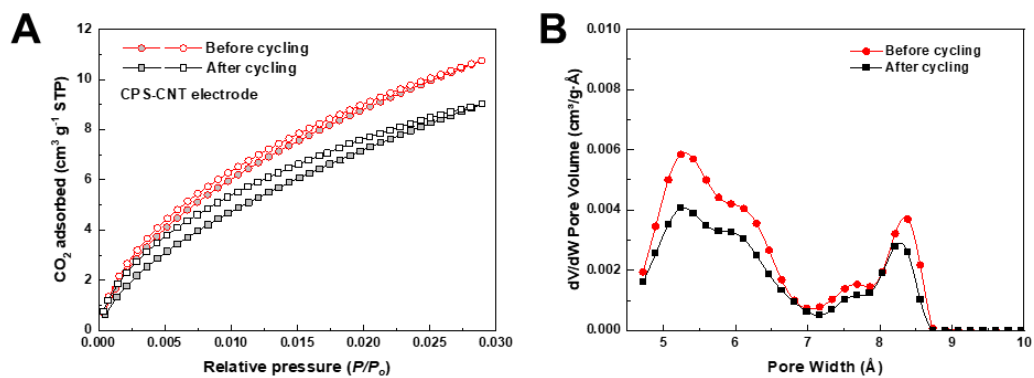 A
12
10
8
6
4
2
0
0.000
0.005
0.010
0.015
0.020
0.025
0.030
CO₂ adsorbed (cm³ g⁻¹ STP)
Relative pressure (P/Pₒ)
Before cycling
After cycling
CPS-CNT electrode
B
0.010
0.008
0.006
0.004
0.002
0.000
5
6
7
8
9
10
dV/dW Pore Volume (cm³/g·Å)
Pore Width (Å)
Before cycling
After cycling